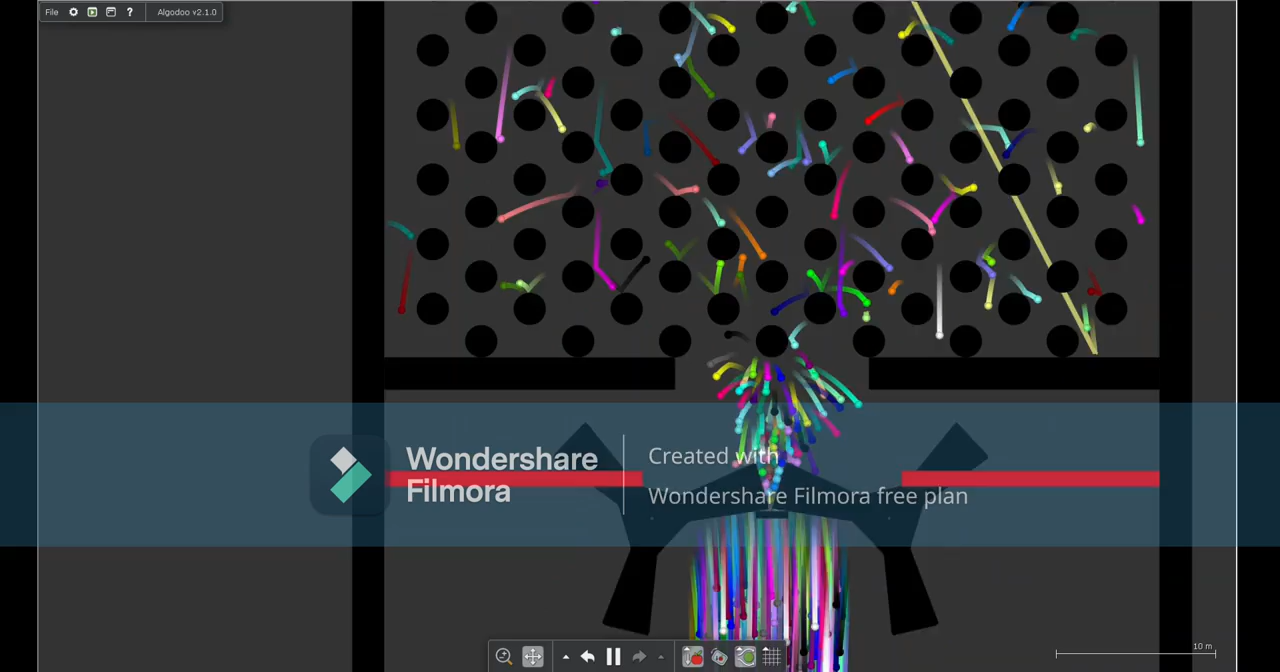 File ? Algodoo v2.1.0
Wondershare
Filmora
Created with
Wondershare Filmora free plan
10 m